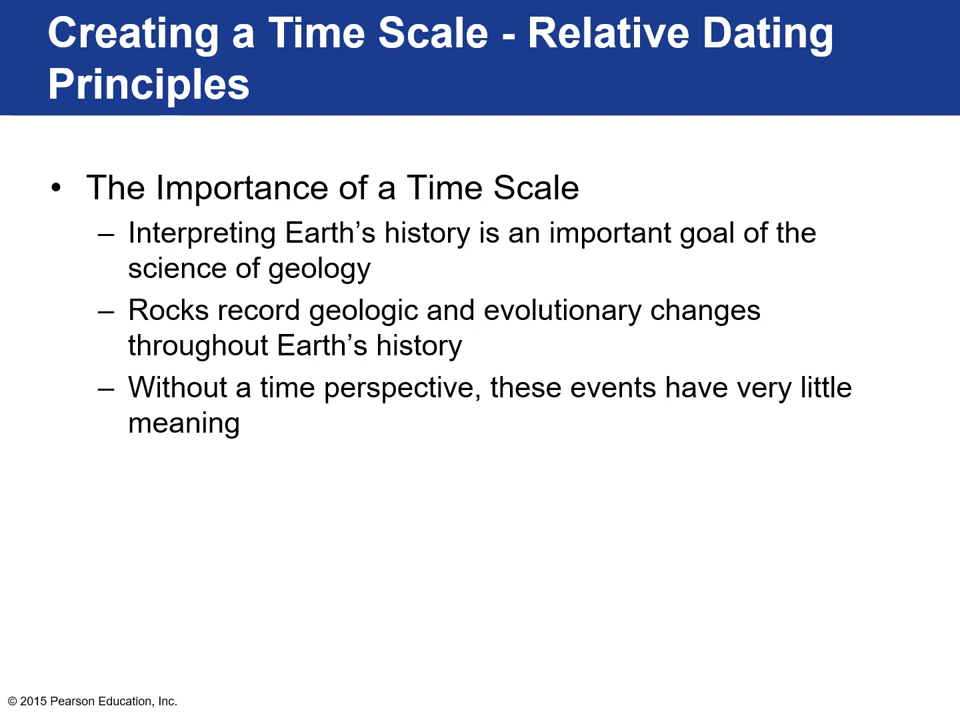 Creating a Time Scale - Relative Dating
Principles
• The Importance of a Time Scale
– Interpreting Earth’s history is an important goal of the
science of geology
– Rocks record geologic and evolutionary changes
throughout Earth’s history
– Without a time perspective, these events have very little
meaning
© 2015 Pearson Education, Inc.